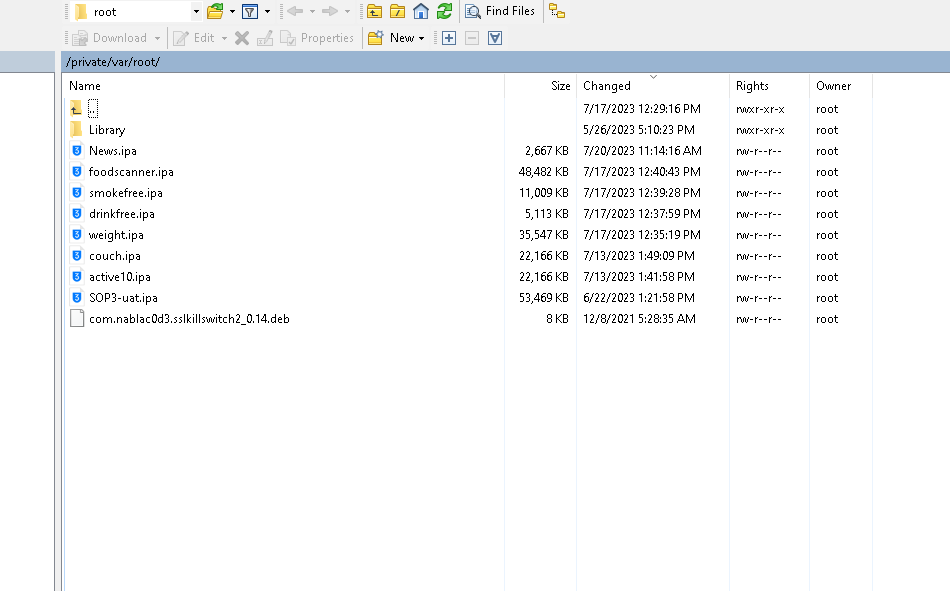 root Find Files
Download Edit Properties New
/private/var/root/
Name Size Changed Rights Owner
.. 7/17/2023 12:29:16 PM rwxr-xr-x root
Library 5/26/2023 5:10:23 PM rwxr-xr-x root
News.ipa 2,667 KB 7/20/2023 11:14:16 AM rw-r--r-- root
foodscanner.ipa 48,482 KB 7/17/2023 12:40:43 PM rw-r--r-- root
smokefree.ipa 11,009 KB 7/17/2023 12:39:28 PM rw-r--r-- root
drinkfree.ipa 5,113 KB 7/17/2023 12:37:59 PM rw-r--r-- root
weight.ipa 35,547 KB 7/17/2023 12:35:19 PM rw-r--r-- root
couch.ipa 22,166 KB 7/13/2023 1:49:09 PM rw-r--r-- root
active10.ipa 22,166 KB 7/13/2023 1:41:58 PM rw-r--r-- root
SOP3-uat.ipa 53,469 KB 6/22/2023 1:21:58 PM rw-r--r-- root
com.nablac0d3.sslkillswitch2_0.14.deb 8 KB 12/8/2021 5:28:35 AM rw-r--r-- root